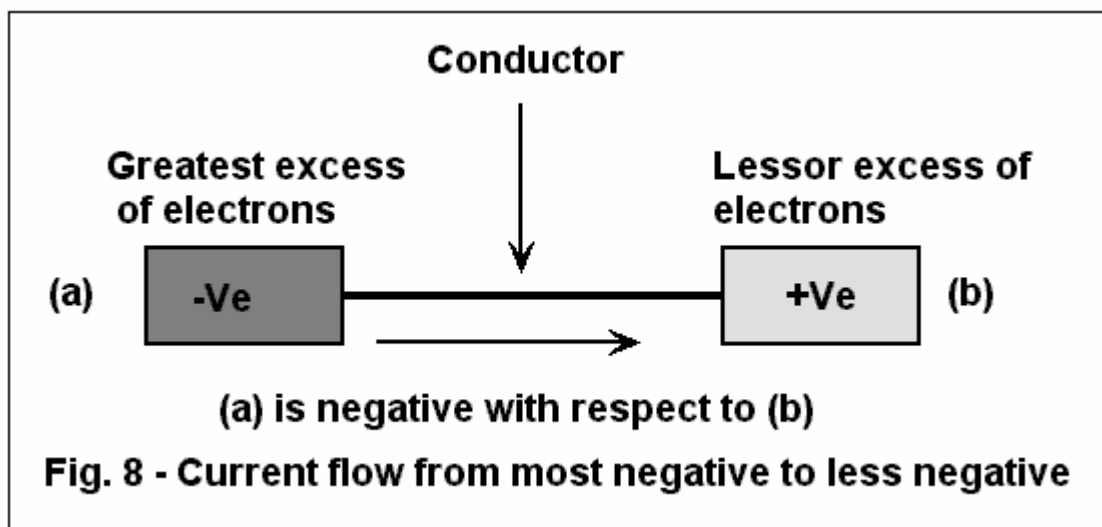 Conductor
Greatest excess
of electrons
Lessor excess of
electrons
(a)
-Ve
+Ve
(b)
(a) is negative with respect to (b)
Fig. 8 - Current flow from most negative to less negative